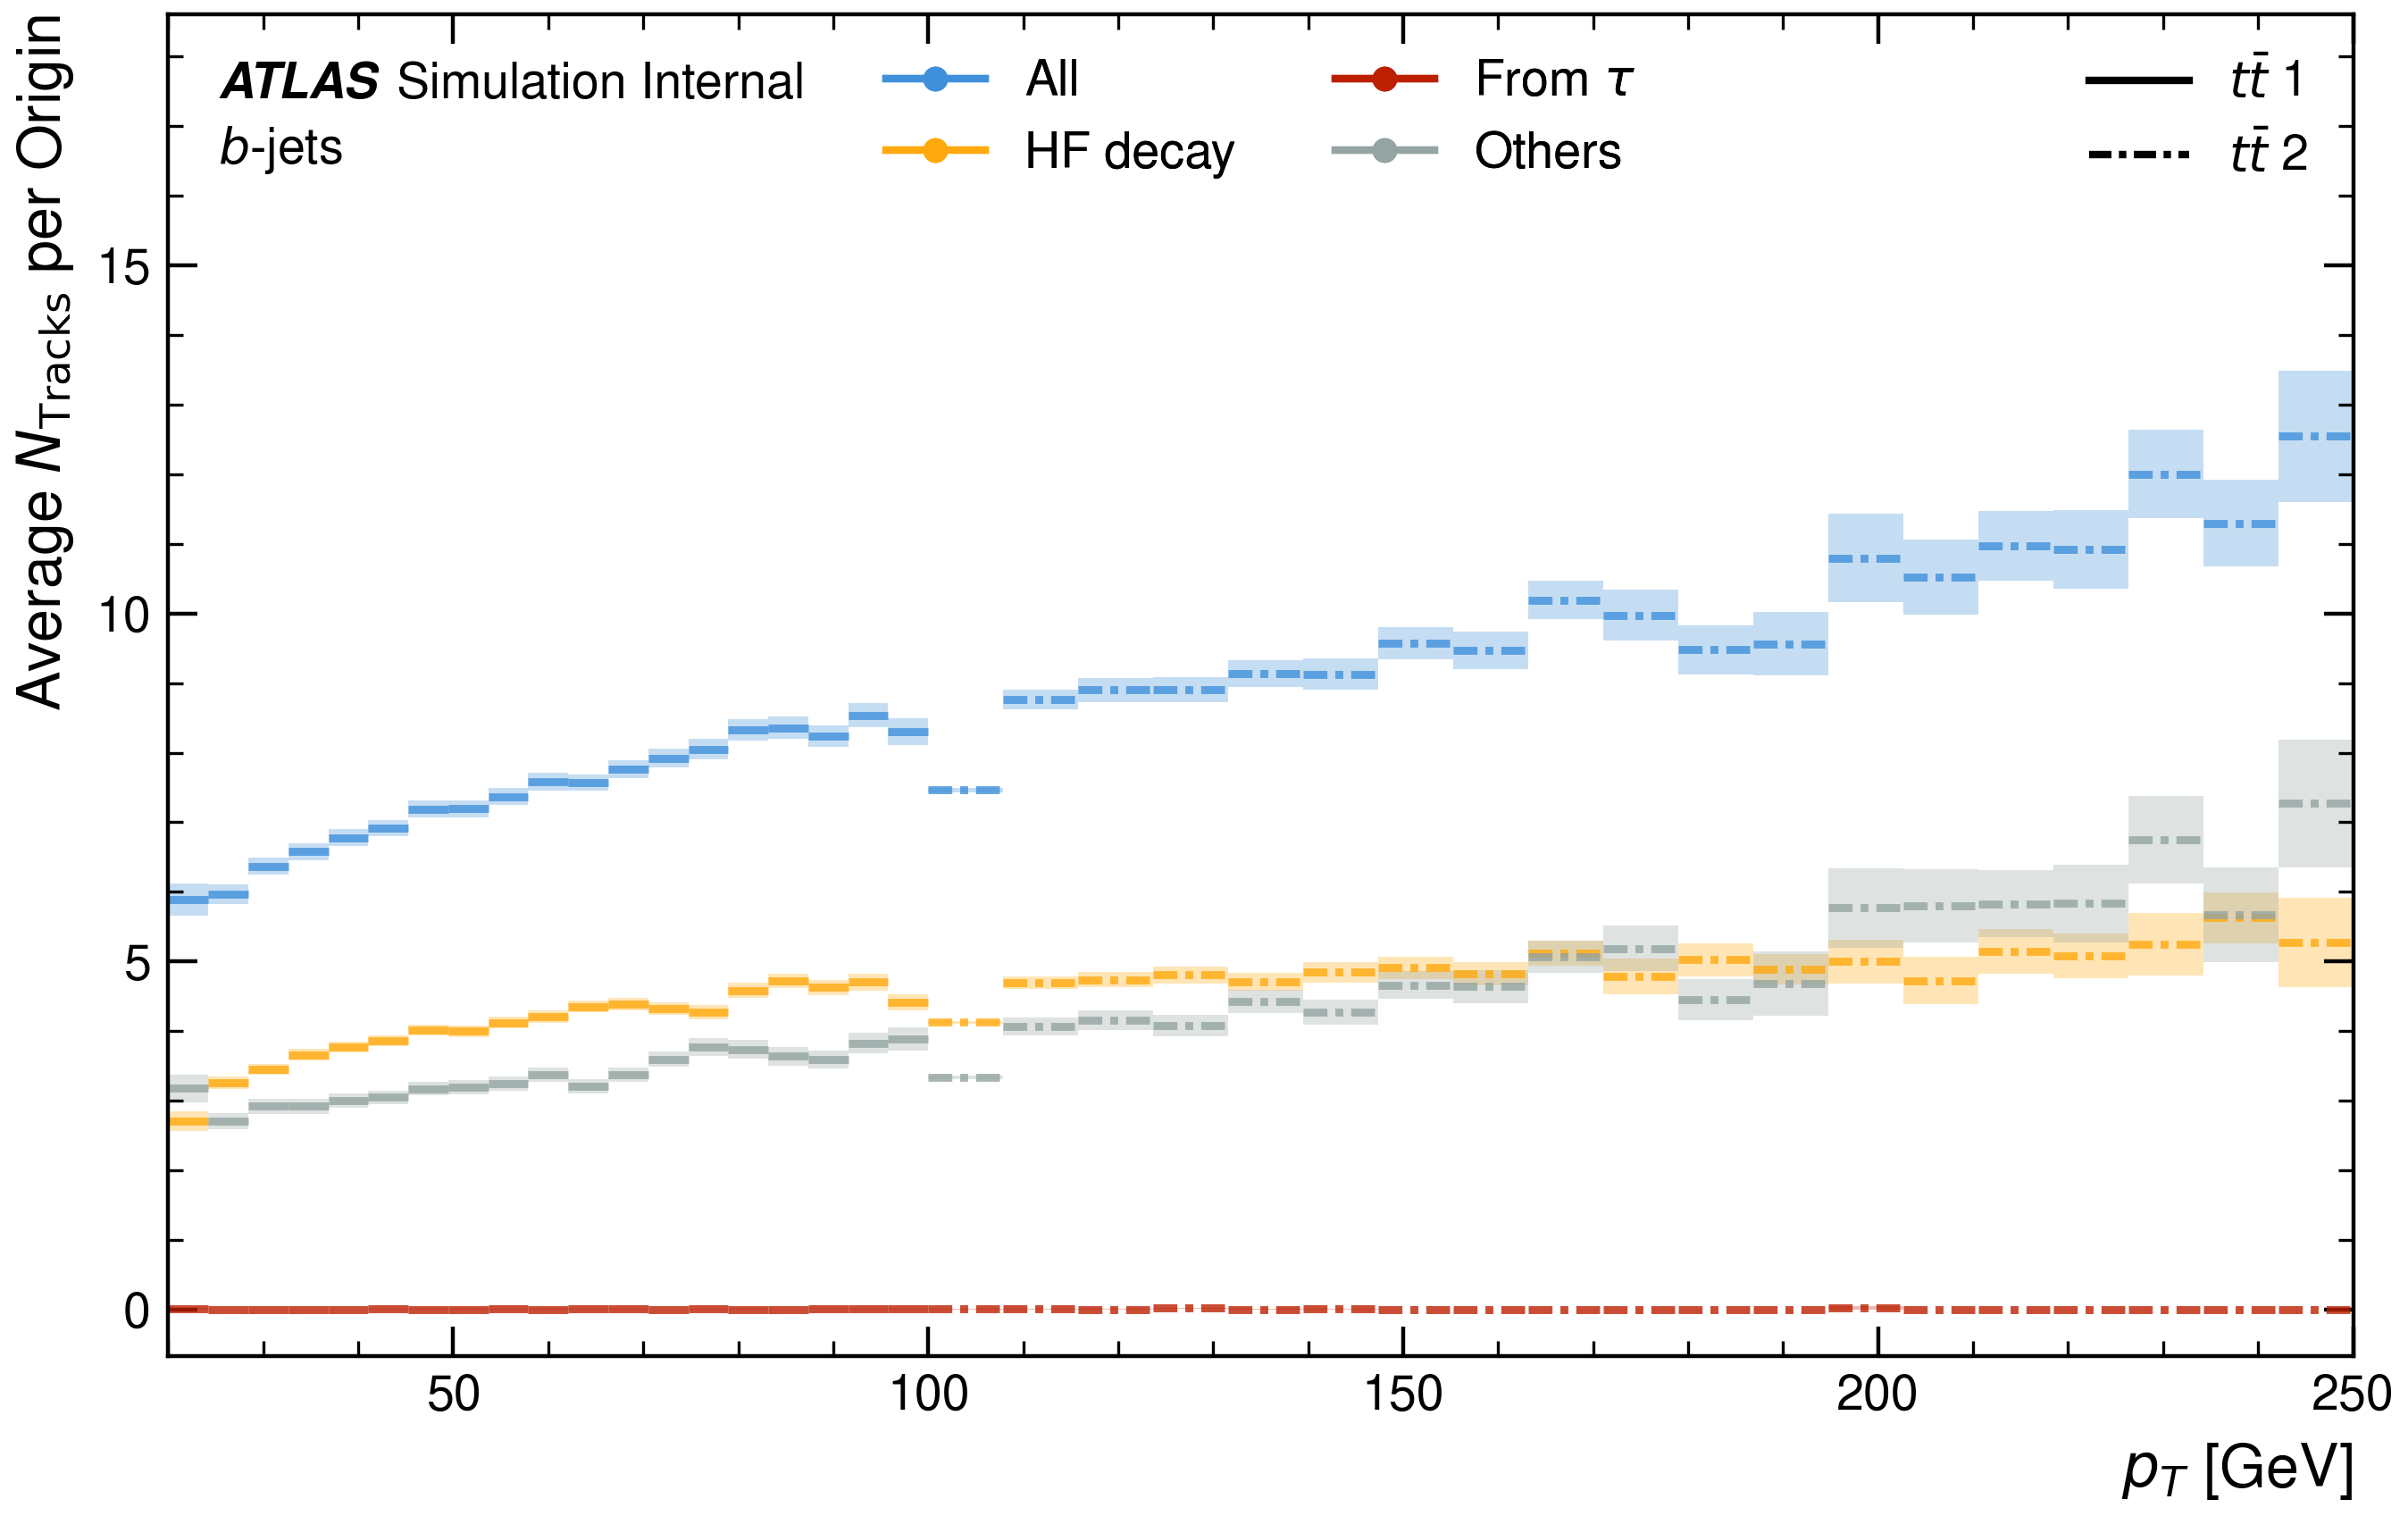 Average N_Tracks per Origin
ATLAS Simulation Internal
b-jets
All
HF decay
From τ
Others
tt̄ 1
tt̄ 2
15
10
5
0
50 100 150 200 250
p_T [GeV]